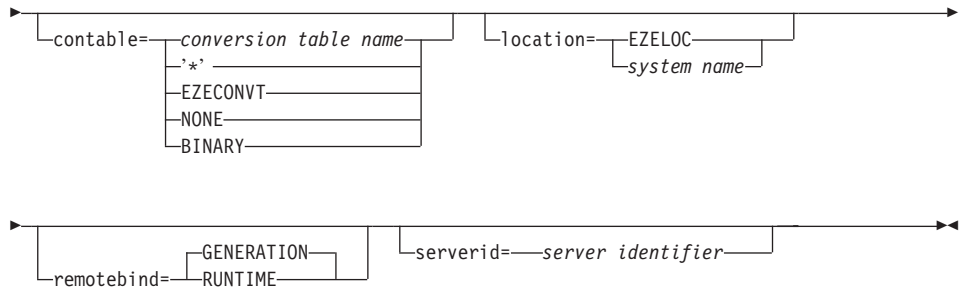 contable= conversion table name location= EZELOC
'*' system name
EZECONVT
NONE
BINARY
GENERATION serverid= server identifier
remotebind= RUNTIME